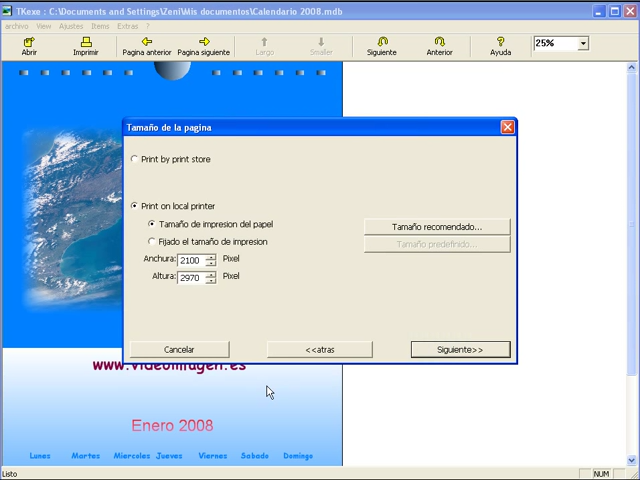 TKexe : C:\Documents and Settings\Zeni\Mis documentos\Calendario 2008.mdb
archivo View Ajustes Items Extras ?
Abrir Imprimir Pagina anterior Pagina siguiente Largo Smaller Siguiente Anterior Ayuda 25%
Tamaño de la pagina
Print by print store
Print on local printer
Tamaño de impresion del papel
Tamaño recomendado...
Fijado el tamaño de impresion
Tamaño predefinido...
Anchura: 2100 Pixel
Altura: 2970 Pixel
Cancelar <<atras Siguiente>>
www.videoimagen.es
Enero 2008
Lunes Martes Miercoles Jueves Viernes Sabado Domingo
Listo NUM